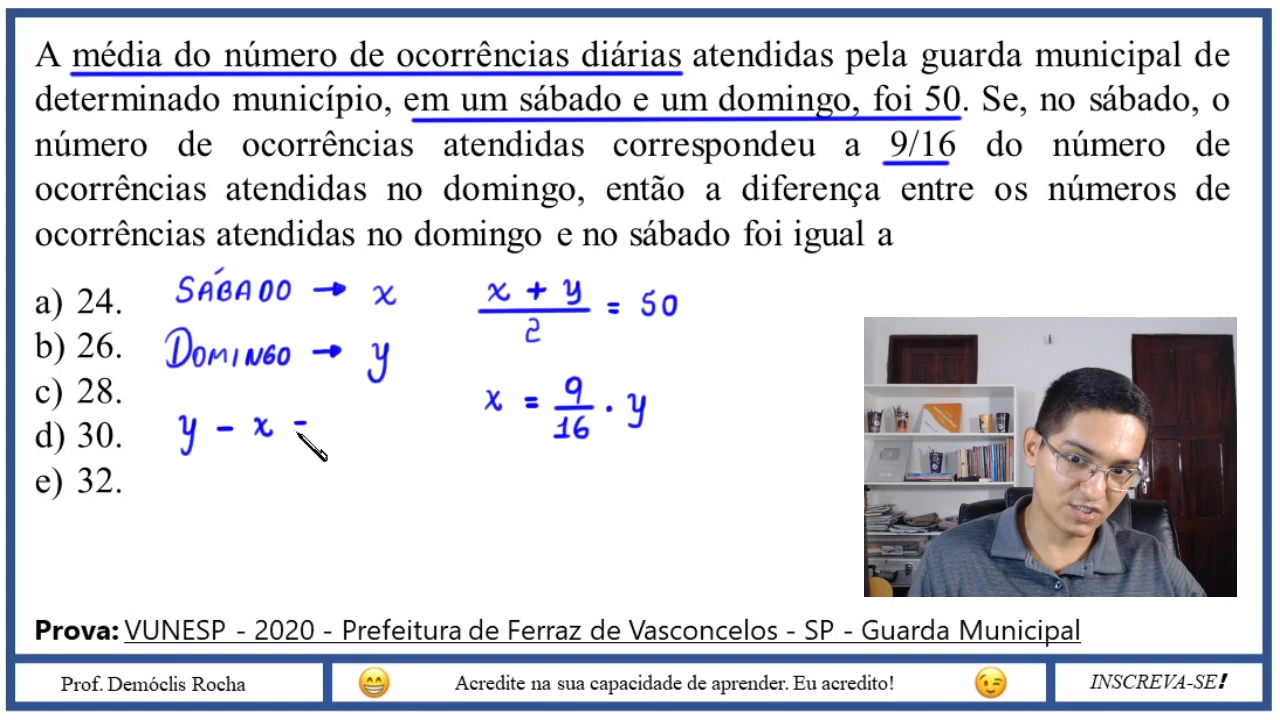 A média do número de ocorrências diárias atendidas pela guarda municipal de
determinado município, em um sábado e um domingo, foi 50. Se, no sábado, o
número de ocorrências atendidas correspondeu a 9/16 do número de
ocorrências atendidas no domingo, então a diferença entre os números de
ocorrências atendidas no domingo e no sábado foi igual a
a) 24.
b) 26.
c) 28.
d) 30.
e) 32.
SÁBADO → x
DOMINGO → y
y - x =
x + y
2
= 50
x = 9/16 . y
Prova: VUNESP - 2020 - Prefeitura de Ferraz de Vasconcelos - SP - Guarda Municipal
Prof. Demóclis Rocha
Acredite na sua capacidade de aprender. Eu acredito!
INSCREVA-SE!